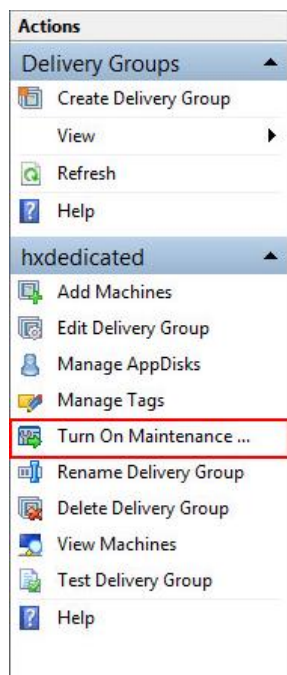 Actions
Delivery Groups
Create Delivery Group
View
Refresh
Help
hxdedicated
Add Machines
Edit Delivery Group
Manage AppDisks
Manage Tags
Turn On Maintenance ...
Rename Delivery Group
Delete Delivery Group
View Machines
Test Delivery Group
Help